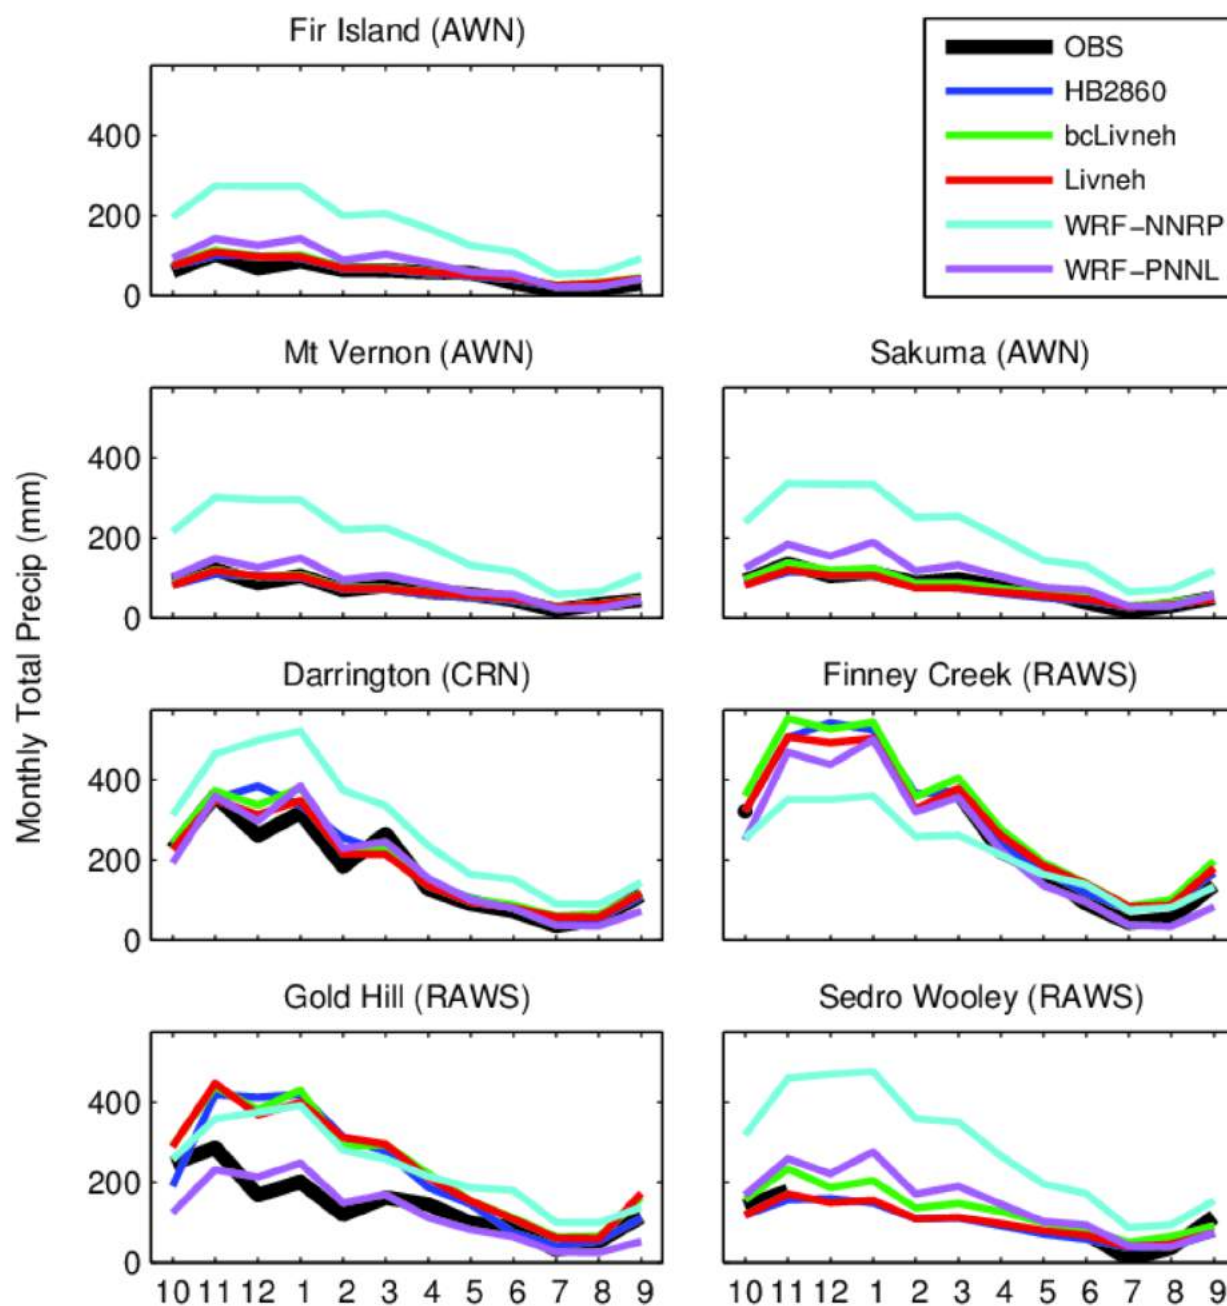 Fir Island (AWN)
OBS
HB2860
bcLivneh
Livneh
WRF−NNRP
WRF−PNNL
400
200
0
Mt Vernon (AWN)
Sakuma (AWN)
400
200
0
Monthly Total Precip (mm)
Darrington (CRN)
Finney Creek (RAWS)
400
200
0
Gold Hill (RAWS)
Sedro Wooley (RAWS)
400
200
0
10 11 12 1 2 3 4 5 6 7 8 9
10 11 12 1 2 3 4 5 6 7 8 9